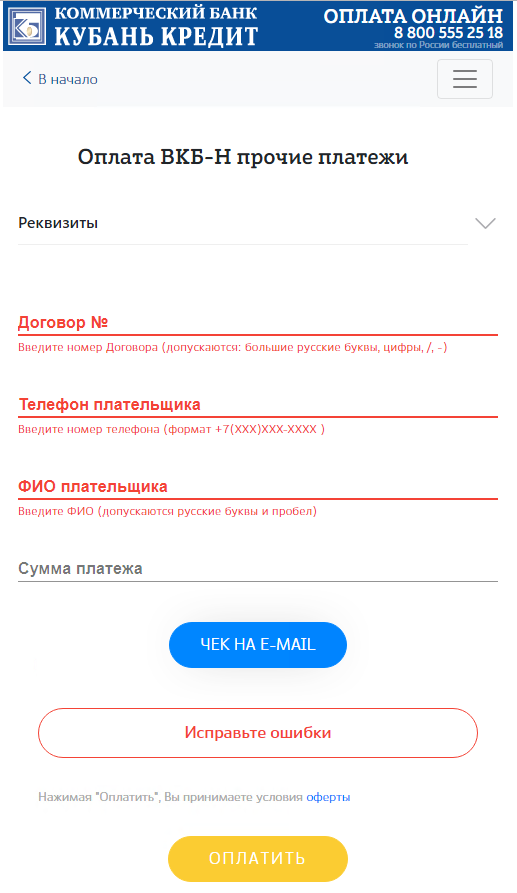 КОММЕРЧЕСКИЙ БАНК
КУБАНЬ КРЕДИТ
ОПЛАТА ОНЛАЙН
8 800 555 25 18
звонок по России бесплатный
В начало
Оплата ВКБ-Н прочие платежи
Реквизиты
Договор №
Введите номер Договора (допускаются: большие русские буквы, цифры, /, -)
Телефон плательщика
Введите номер телефона (формат +7(XXX)XXX-XXXX )
ФИО плательщика
Введите ФИО (допускаются русские буквы и пробел)
Сумма платежа
ЧЕК НА E-MAIL
Исправьте ошибки
Нажимая "Оплатить", Вы принимаете условия оферты
ОПЛАТИТЬ